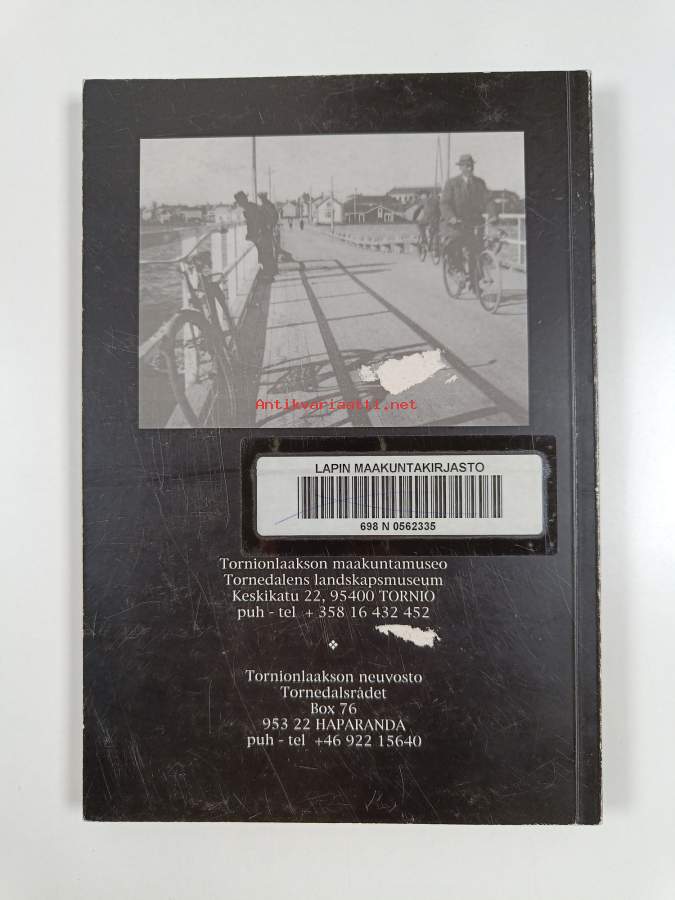 Antikvariaatti.net
LAPIN MAAKUNTAKIRJASTO
698 N 0562335
Tornionlaakson maakuntamuseo
Tornedalens landskapsmuseum
Keskikatu 22, 95400 TORNIO
puh - tel + 358 16 432 452
Tornionlaakson neuvosto
Tornedalsrådet
Box 76
953 22 HAPARANDA
puh - tel +46 922 15640